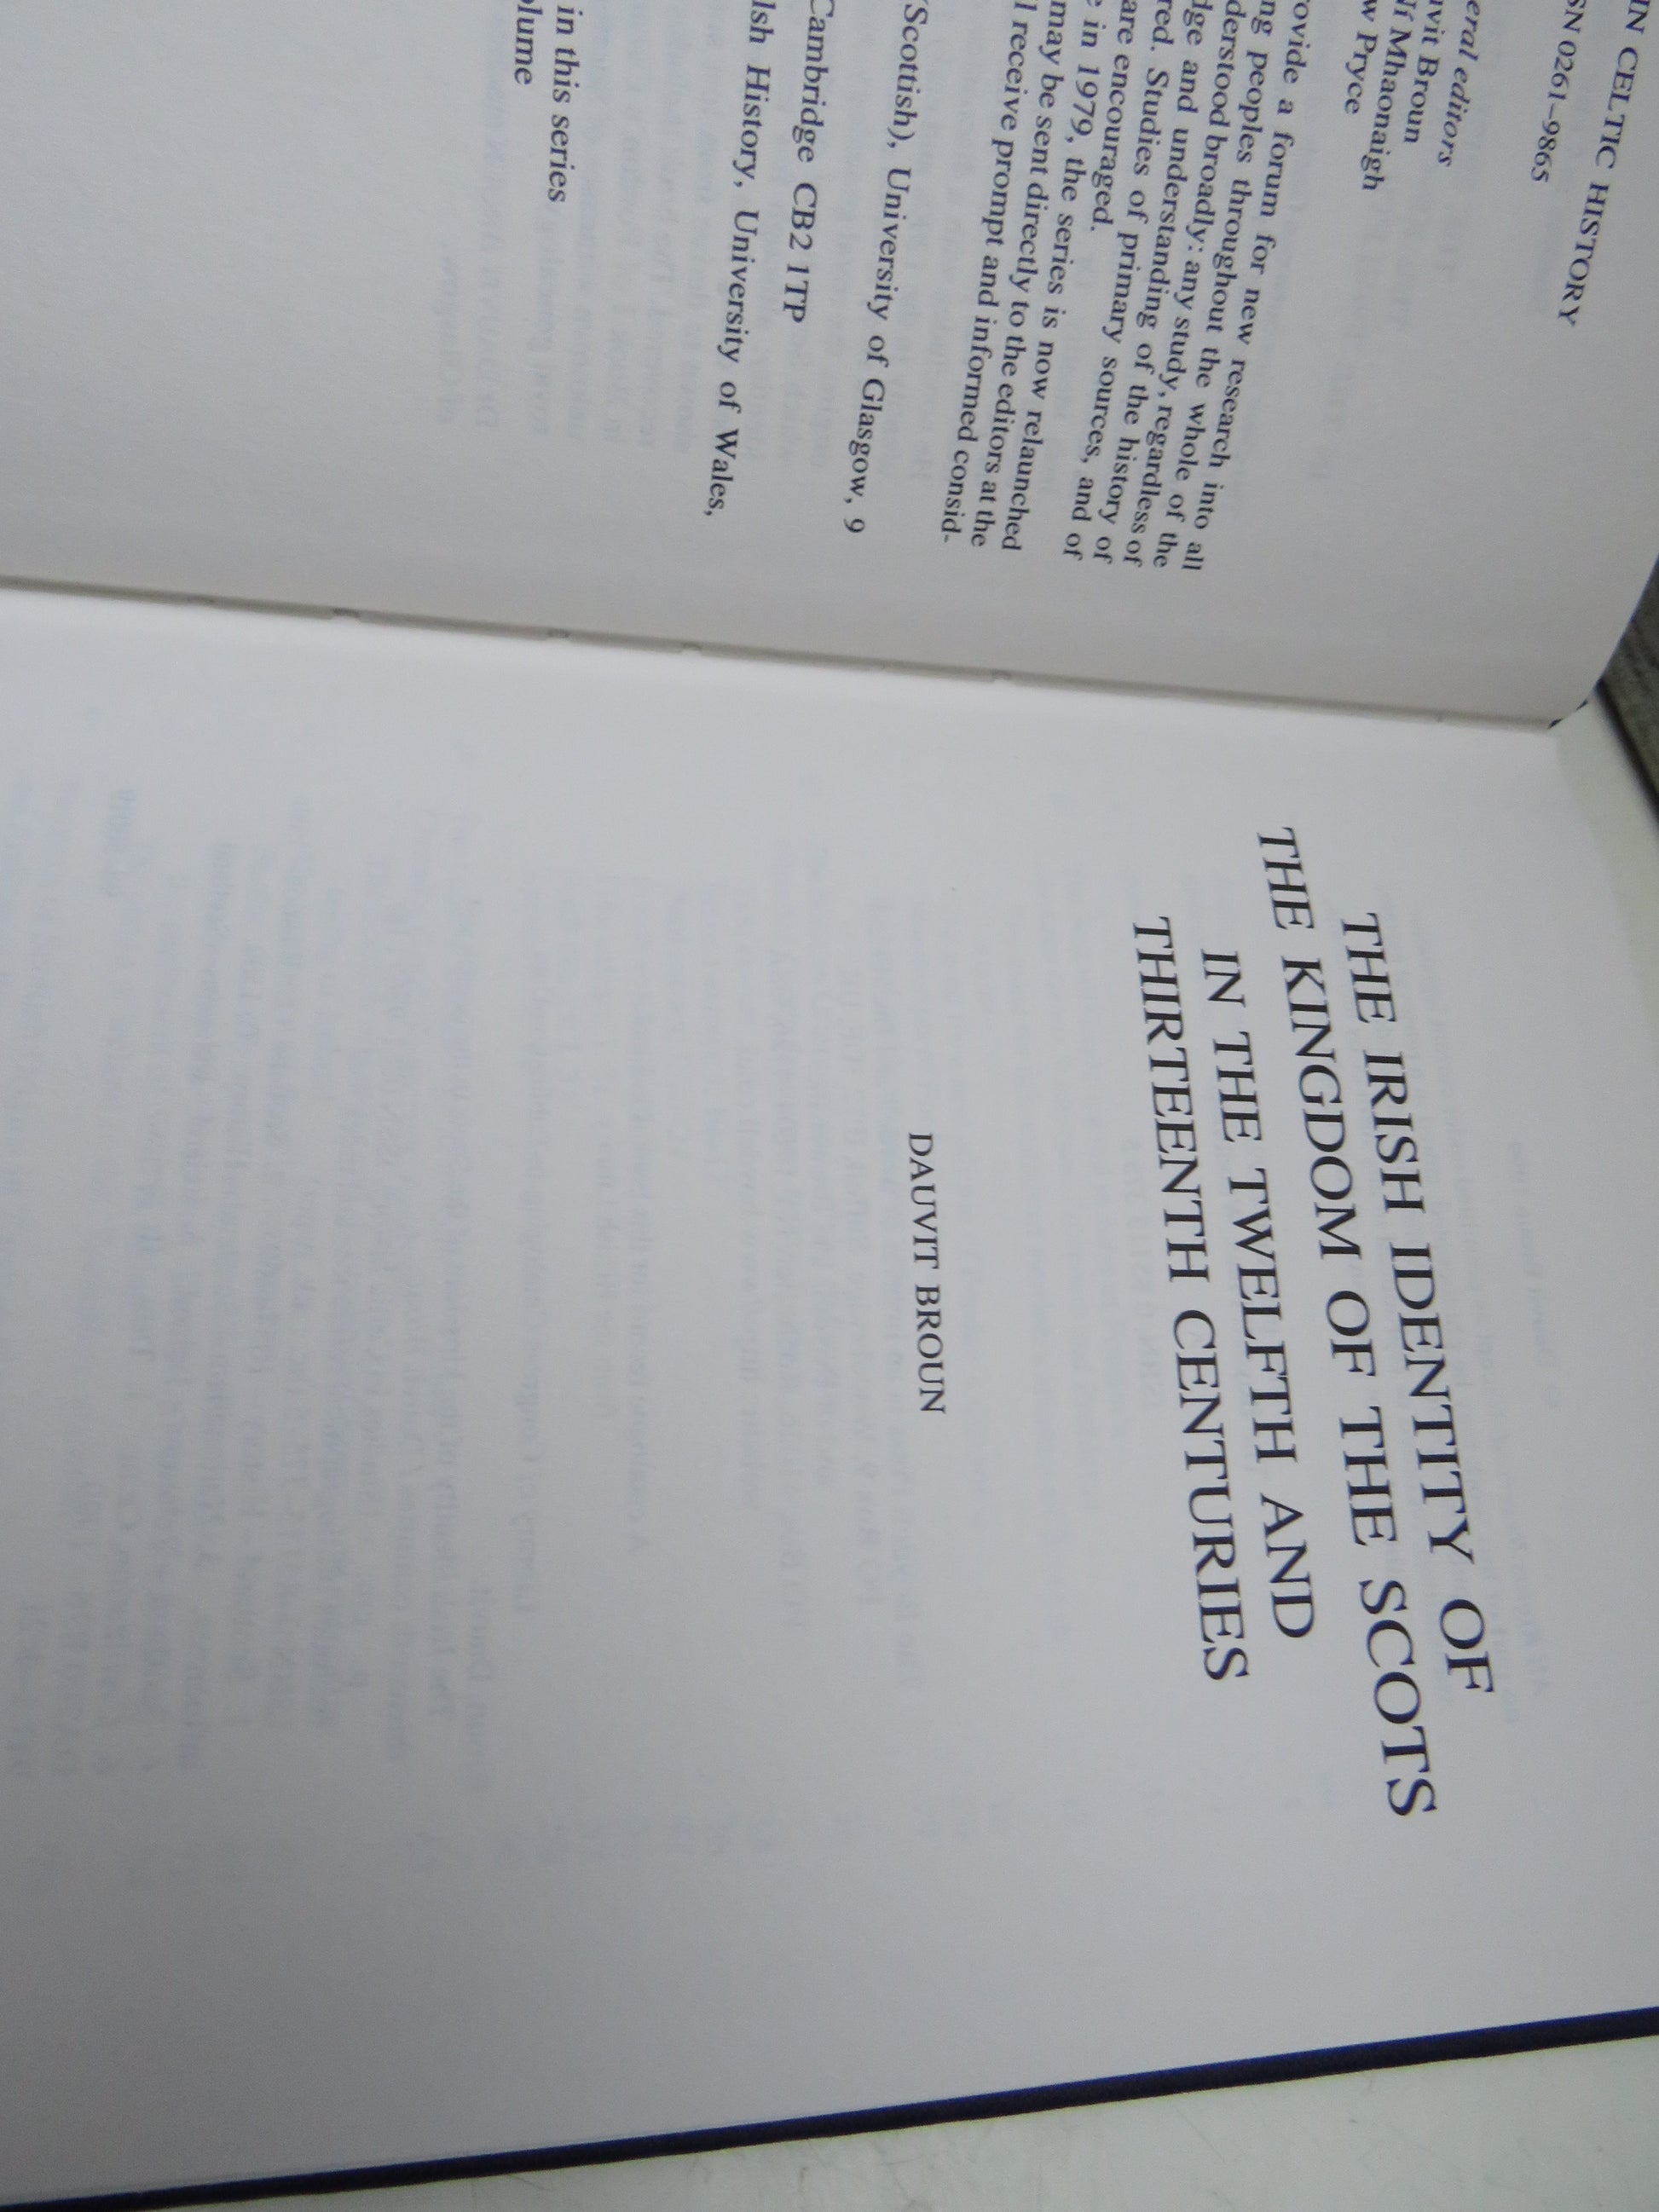 IN CELTIC HISTORY
SN 0261–9865
eral editors
uvit Broun
Ní Mhaonaigh
w Pryce
ovide a forum for new research into all
ng peoples throughout the whole of the
derstood broadly: any study, regardless of
dge and understanding of the history of
red. Studies of primary sources, and of
are encouraged.
e in 1979, the series is now relaunched
may be sent directly to the editors at the
l receive prompt and informed consid-
(Scottish), University of Glasgow, 9
Cambridge CB2 1TP
lsh History, University of Wales,
in this series
olume
THE IRISH IDENTITY OF
THE KINGDOM OF THE SCOTS
IN THE TWELFTH AND
THIRTEENTH CENTURIES
DAUVIT BROUN